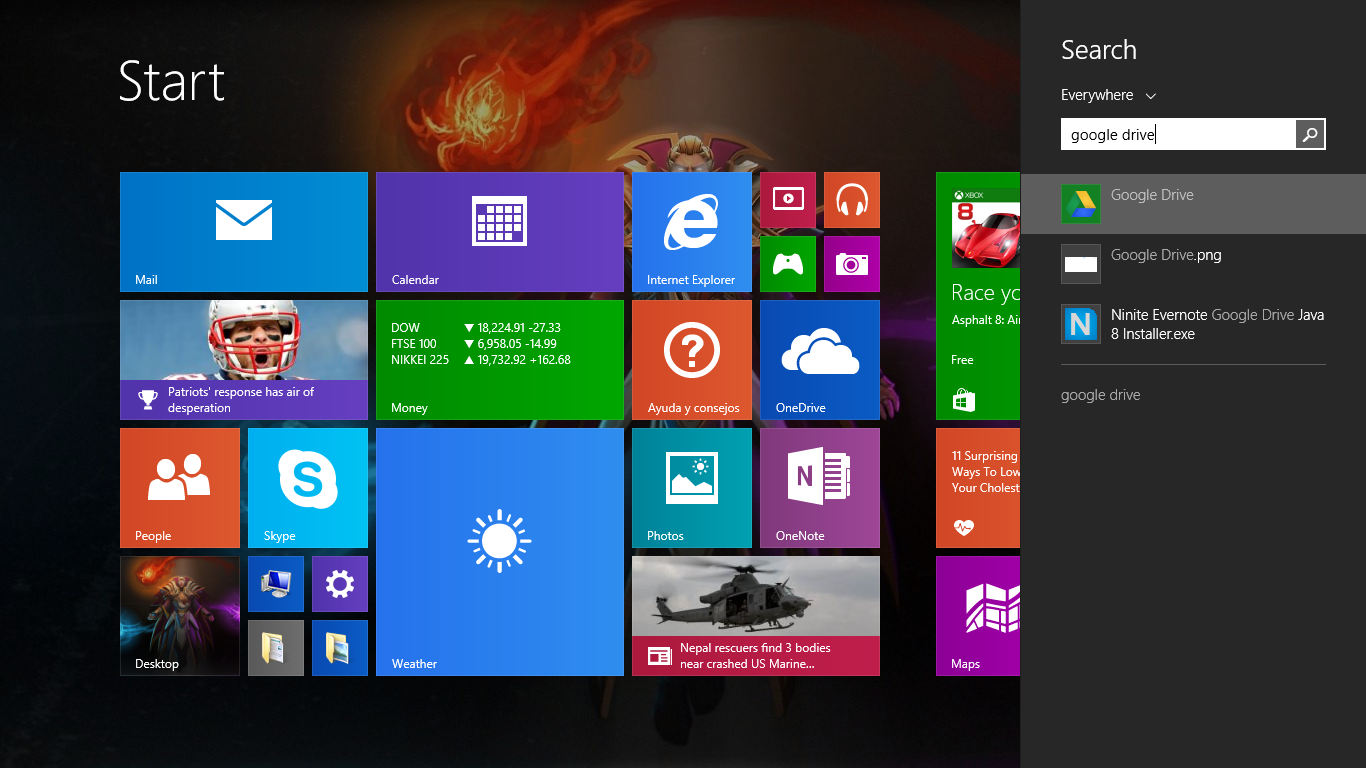 Start
Mail
Calendar
Internet Explorer
Patriots' response has air of
desperation
DOW ▼ 18,224.91 -27.33
FTSE 100 ▼ 6,958.05 -14.99
NIKKEI 225 ▲ 19,732.92 +162.68
Money
Ayuda y consejos
OneDrive
People
Skype
Weather
Photos
OneNote
Desktop
Nepal rescuers find 3 bodies
near crashed US Marine...
XBOX
8
Race yo
Asphalt 8: Air
Free
11 Surprising
Ways To Low
Your Cholest
Maps
Search
Everywhere
google drive
Google Drive
Google Drive.png
Ninite Evernote Google Drive Java
8 Installer.exe
google drive